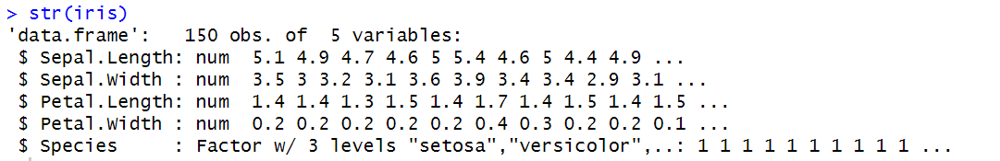 > str(iris)
'data.frame':   150 obs. of  5 variables:
 $ Sepal.Length: num  5.1 4.9 4.7 4.6 5 5.4 4.6 5 4.4 4.9 ...
 $ Sepal.Width : num  3.5 3 3.2 3.1 3.6 3.9 3.4 3.4 2.9 3.1 ...
 $ Petal.Length: num  1.4 1.4 1.3 1.5 1.4 1.7 1.4 1.5 1.4 1.5 ...
 $ Petal.Width : num  0.2 0.2 0.2 0.2 0.2 0.4 0.3 0.2 0.2 0.1 ...
 $ Species     : Factor w/ 3 levels "setosa","versicolor",..: 1 1 1 1 1 1 1 1 1 1 ...